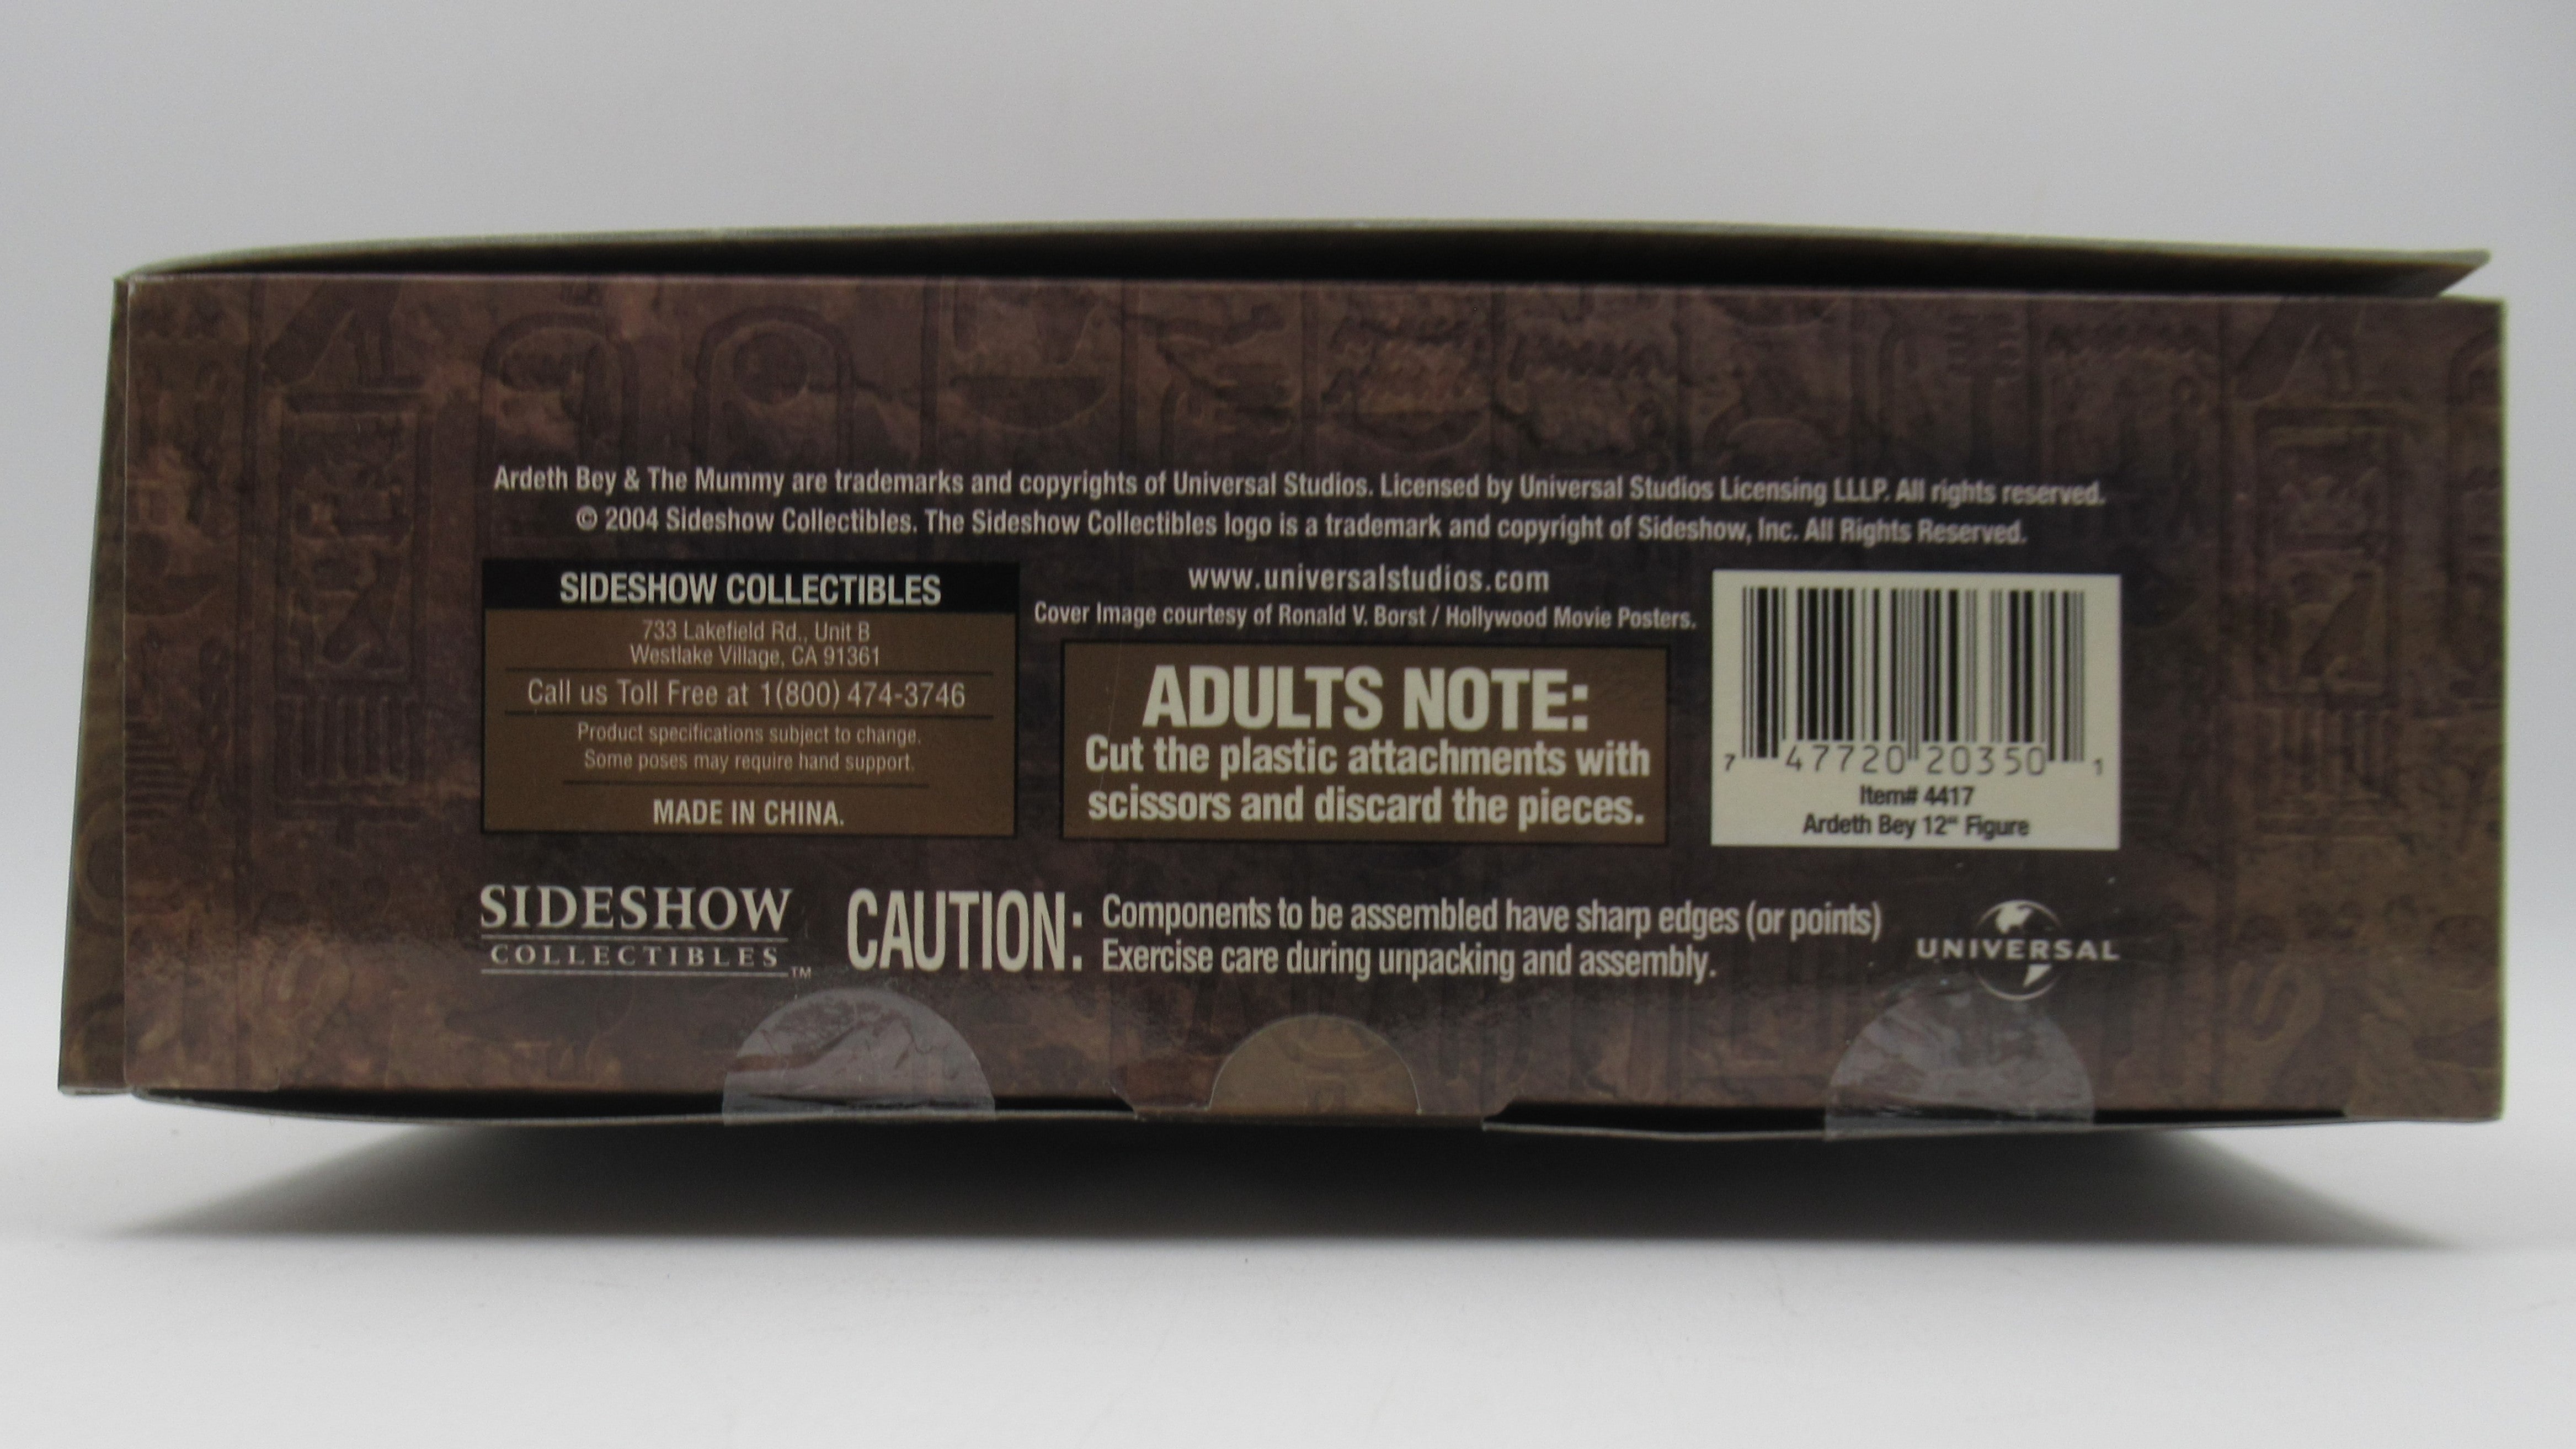 Ardeth Bey & The Mummy are trademarks and copyrights of Universal Studios. Licensed by Universal Studios Licensing LLLP. All rights reserved.
© 2004 Sideshow Collectibles. The Sideshow Collectibles logo is a trademark and copyright of Sideshow, Inc. All Rights Reserved.
SIDESHOW COLLECTIBLES
733 Lakefield Rd., Unit B
Westlake Village, CA 91361
Call us Toll Free at 1(800) 474-3746
Product specifications subject to change.
Some poses may require hand support.
MADE IN CHINA.
www.universalstudios.com
Cover Image courtesy of Ronald V. Borst / Hollywood Movie Posters.
ADULTS NOTE:
Cut the plastic attachments with
scissors and discard the pieces.
7 47720 20350 1
Item# 4417
Ardeth Bey 12" Figure
SIDESHOW
COLLECTIBLES™
CAUTION: Components to be assembled have sharp edges (or points)
Exercise care during unpacking and assembly.
UNIVERSAL